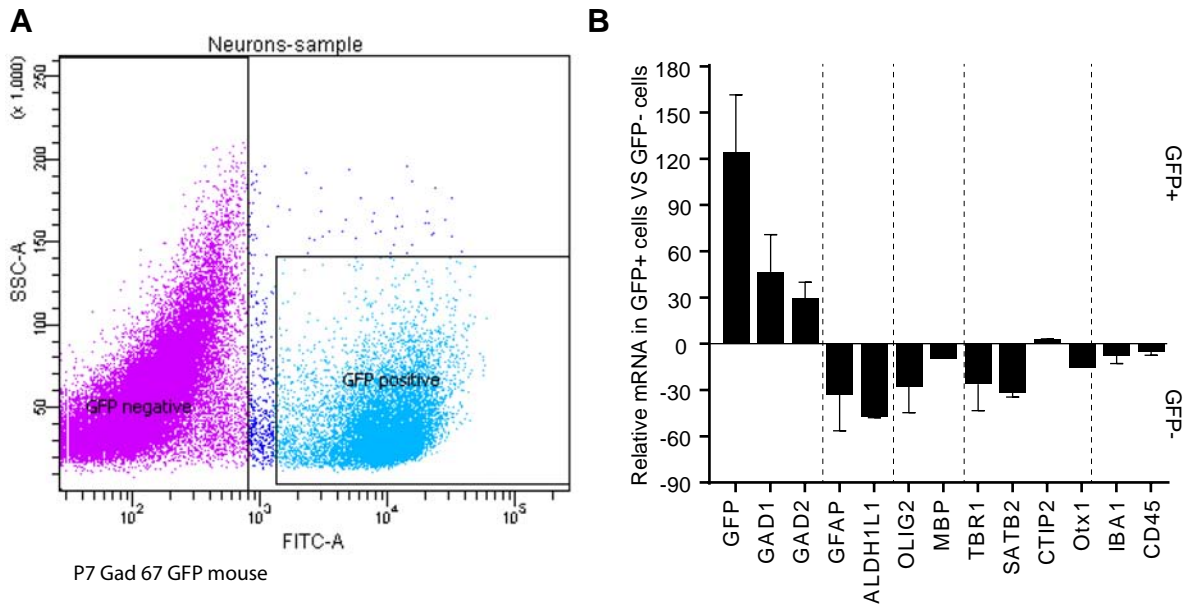 A
Neurons-sample
(x 1,000)
250
200
150
100
50
SSC-A
GFP negative
GFP positive
10²
10³
10⁴
10⁵
FITC-A
P7 Gad 67 GFP mouse
B
Relative mRNA in GFP+ cells VS GFP- cells
180
150
120
90
60
30
0
-30
-60
-90
GFP+
GFP-
GFP
GAD1
GAD2
GFAP
ALDH1L1
OLIG2
MBP
TBR1
SATB2
CTIP2
Otx1
IBA1
CD45